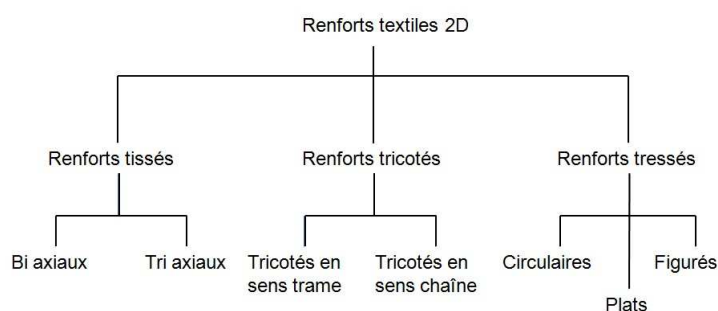 Renforts textiles 2D
Renforts tissés
Renforts tricotés
Renforts tressés
Bi axiaux
Tri axiaux
Tricotés en
sens trame
Tricotés en
sens chaîne
Circulaires
Plats
Figurés